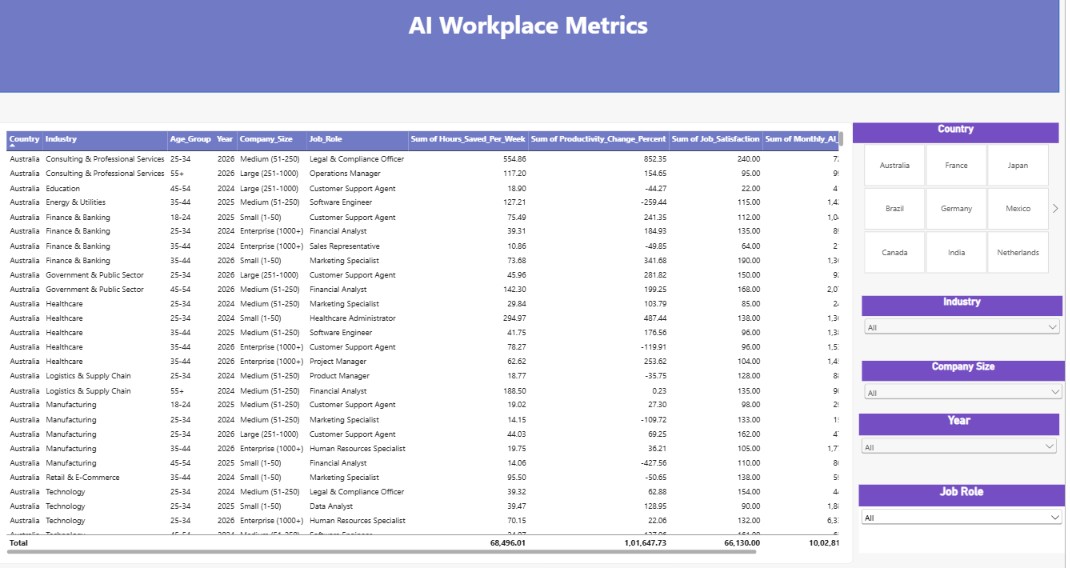 AI Workplace Metrics
Country Industry Age_Group Year Company_Size Job_Role Sum of Hours_Saved_Per_Week Sum of Productivity_Change_Percent Sum of Job_Satisfaction Sum of Monthly_AI_
Australia Consulting & Professional Services 25-34 2026 Medium (51-250) Legal & Compliance Officer 554.86 852.35 240.00
Australia Consulting & Professional Services 55+ 2026 Large (251-1000) Operations Manager 117.20 154.65 95.00
Australia Education 45-54 2024 Large (251-1000) Customer Support Agent 18.90 -44.27 22.00
Australia Energy & Utilities 35-44 2025 Medium (51-250) Software Engineer 127.21 -259.44 115.00
Australia Finance & Banking 18-24 2025 Small (1-50) Customer Support Agent 75.49 241.35 112.00
Australia Finance & Banking 25-34 2024 Enterprise (1000+) Financial Analyst 39.31 184.93 135.00
Australia Finance & Banking 35-44 2024 Enterprise (1000+) Sales Representative 10.86 -49.85 64.00
Australia Finance & Banking 35-44 2026 Small (1-50) Marketing Specialist 73.68 341.68 190.00
Australia Government & Public Sector 25-34 2026 Large (251-1000) Customer Support Agent 45.96 281.82 150.00
Australia Government & Public Sector 45-54 2026 Medium (51-250) Financial Analyst 142.30 199.25 168.00
Australia Healthcare 25-34 2024 Medium (51-250) Marketing Specialist 29.84 103.79 85.00
Australia Healthcare 25-34 2024 Small (1-50) Healthcare Administrator 294.97 487.44 138.00
Australia Healthcare 35-44 2025 Medium (51-250) Software Engineer 41.75 176.56 96.00
Australia Healthcare 35-44 2026 Enterprise (1000+) Customer Support Agent 78.27 -119.91 96.00
Australia Healthcare 35-44 2026 Enterprise (1000+) Project Manager 62.62 253.62 104.00
Australia Logistics & Supply Chain 25-34 2024 Medium (51-250) Product Manager 18.77 -35.75 128.00
Australia Logistics & Supply Chain 55+ 2024 Medium (51-250) Financial Analyst 188.50 0.23 135.00
Australia Manufacturing 18-24 2025 Medium (51-250) Customer Support Agent 19.02 27.30 98.00
Australia Manufacturing 25-34 2024 Medium (51-250) Marketing Specialist 14.15 -109.72 133.00
Australia Manufacturing 25-34 2026 Large (251-1000) Customer Support Agent 44.03 69.25 162.00
Australia Manufacturing 35-44 2026 Enterprise (1000+) Human Resources Specialist 19.75 36.21 105.00
Australia Manufacturing 45-54 2025 Small (1-50) Financial Analyst 14.06 -427.56 110.00
Australia Retail & E-Commerce 35-44 2024 Small (1-50) Marketing Specialist 95.50 -50.65 138.00
Australia Technology 25-34 2024 Medium (51-250) Legal & Compliance Officer 39.32 62.88 154.00
Australia Technology 25-34 2025 Small (1-50) Data Analyst 39.47 128.95 90.00
Australia Technology 25-34 2026 Enterprise (1000+) Human Resources Specialist 70.15 22.06 132.00
Total 68,496.01 1,01,647.73 66,130.00 10,02,81
Country
Australia France Japan
Brazil Germany Mexico
Canada India Netherlands
Industry
All
Company Size
All
Year
All
Job Role
All